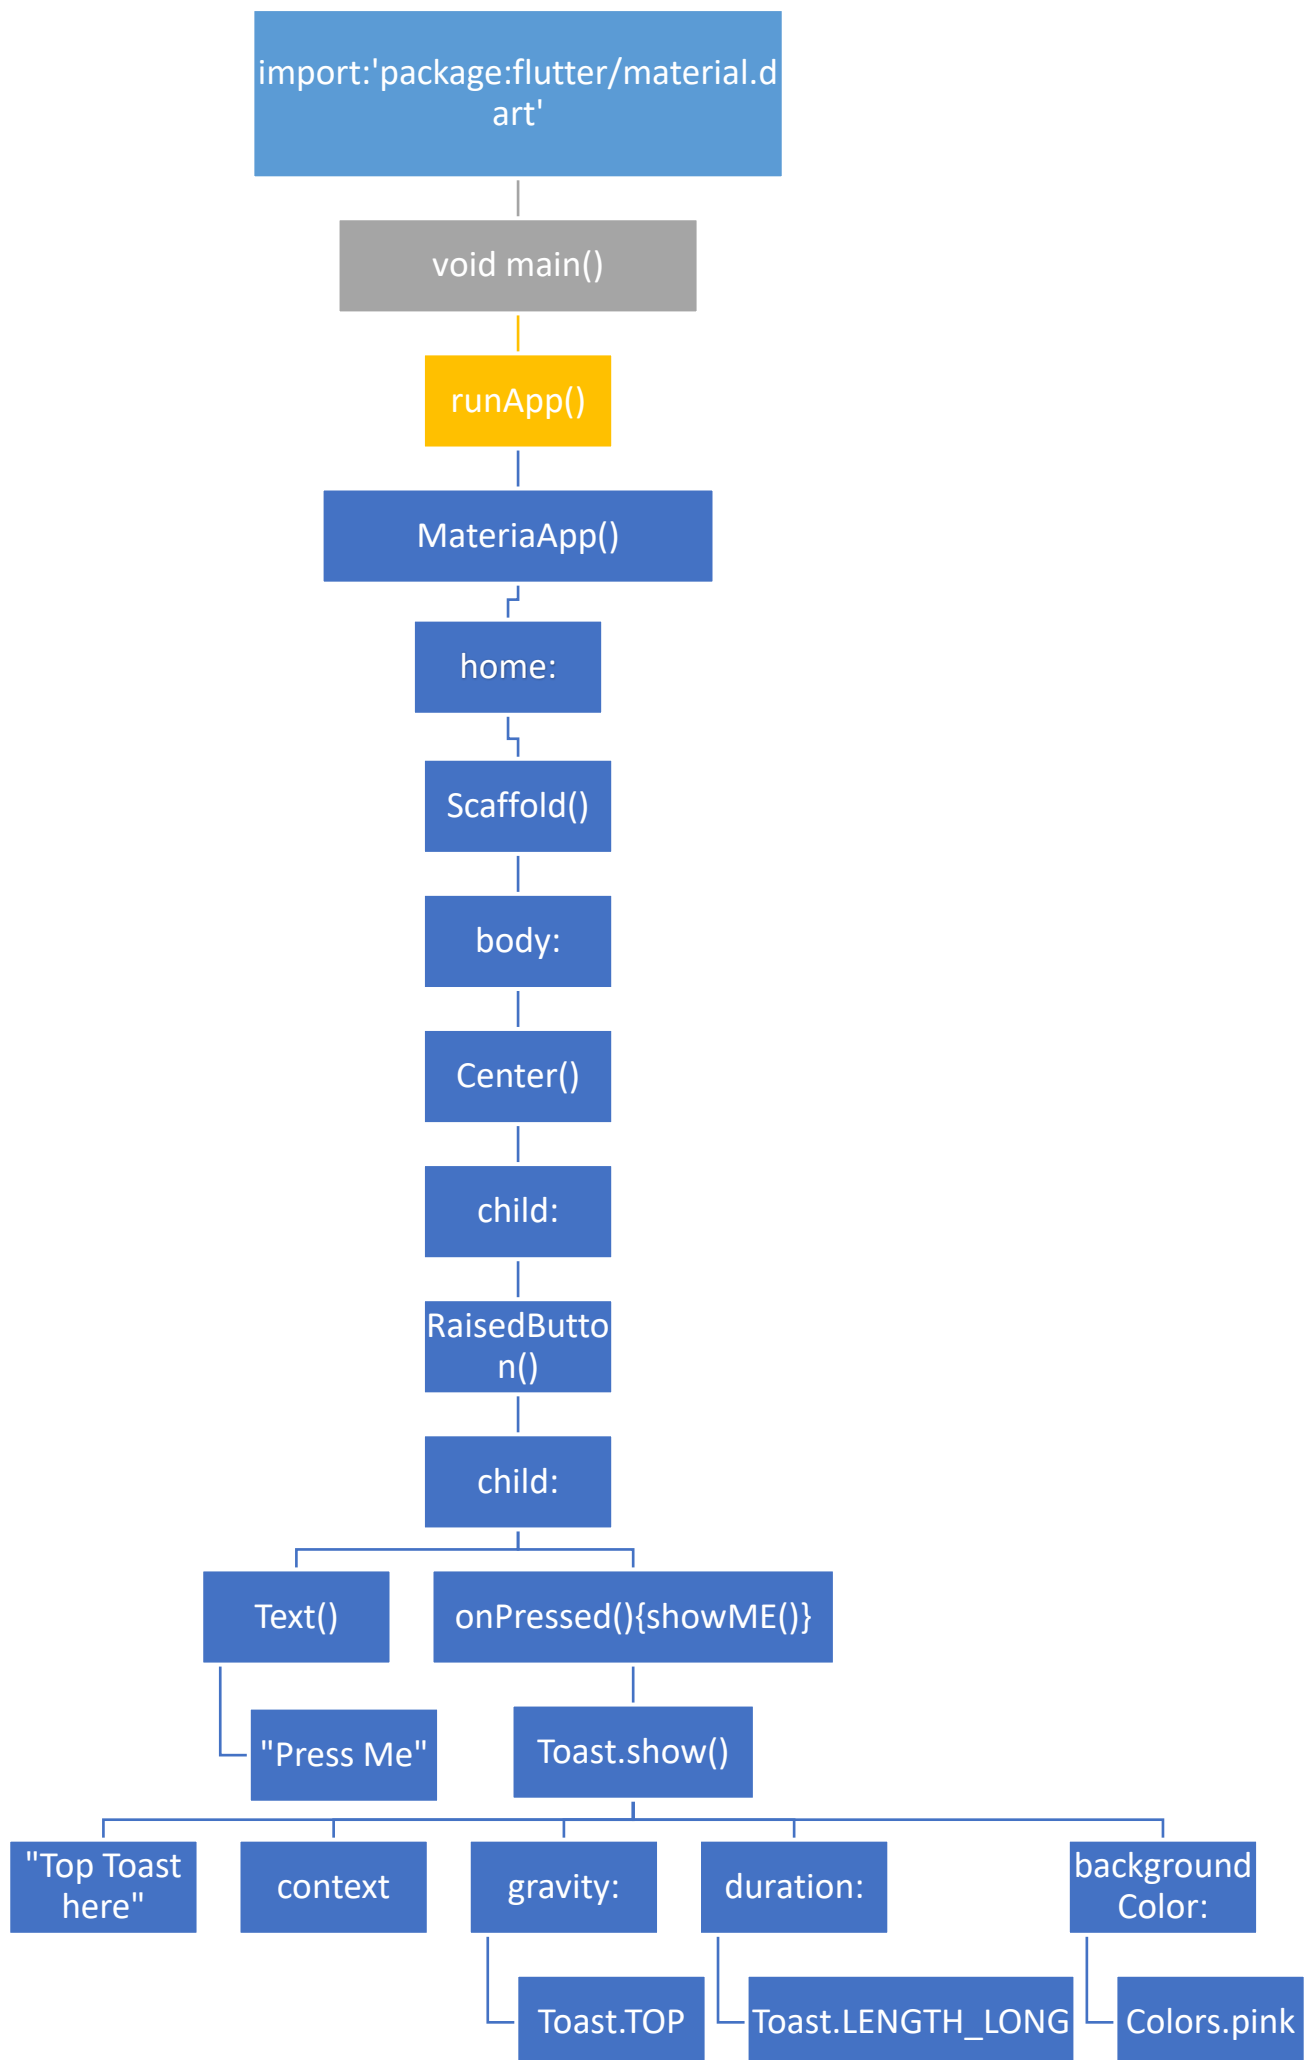 import:'package:flutter/material.d
art'
void main()
runApp()
MateriaApp()
home:
Scaffold()
body:
Center()
child:
RaisedButto
n()
child:
Text()
onPressed(){showME()}
"Press Me"
Toast.show()
"Top Toast
here"
context
gravity:
duration:
background
Color:
Toast.TOP
Toast.LENGTH_LONG
Colors.pink